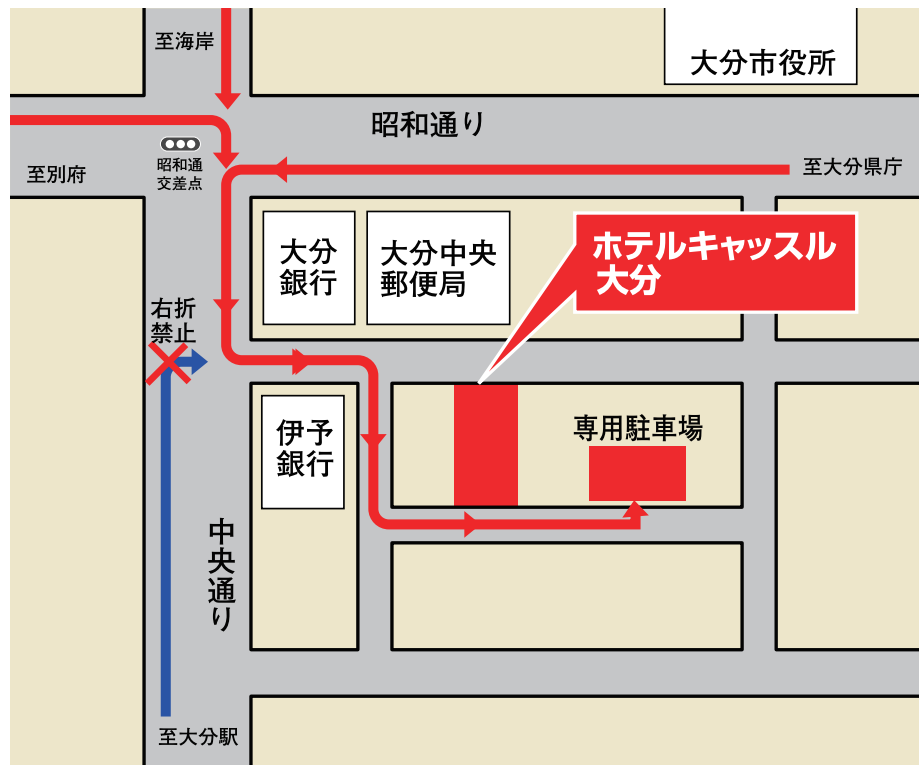 至海岸
大分市役所
昭和通り
至別府
昭和通
交差点
至大分県庁
大分
銀行
大分中央
郵便局
ホテルキャッスル
大分
右折
禁止
伊予
銀行
専用駐車場
中央通り
至大分駅